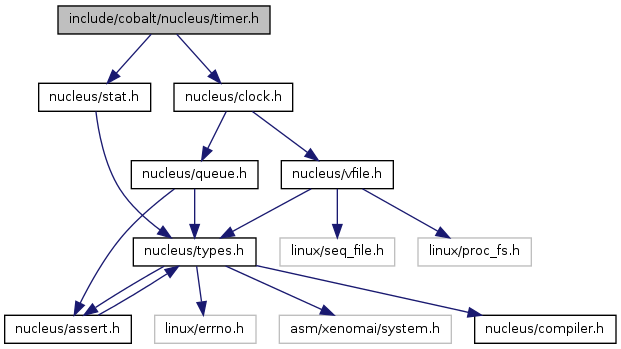 include/cobalt/nucleus/timer.h
nucleus/stat.h
nucleus/clock.h
nucleus/queue.h
nucleus/vfile.h
nucleus/types.h
linux/seq_file.h
linux/proc_fs.h
nucleus/assert.h
linux/errno.h
asm/xenomai/system.h
nucleus/compiler.h